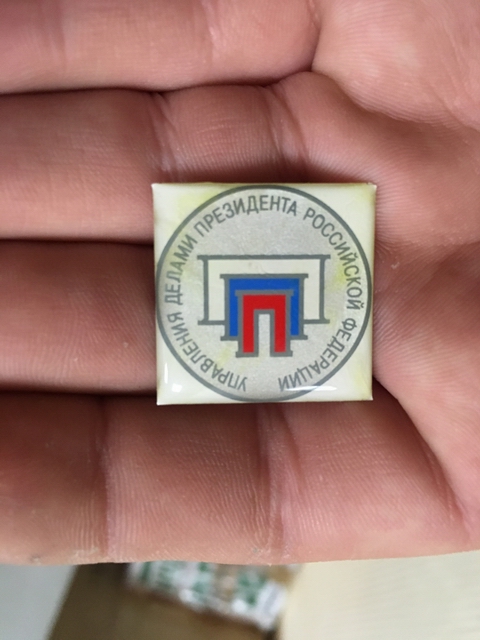 УПРАВЛЕНИЯ ДЕЛАМИ ПРЕЗИДЕНТА РОССИЙСКОЙ ФЕДЕРАЦИИ